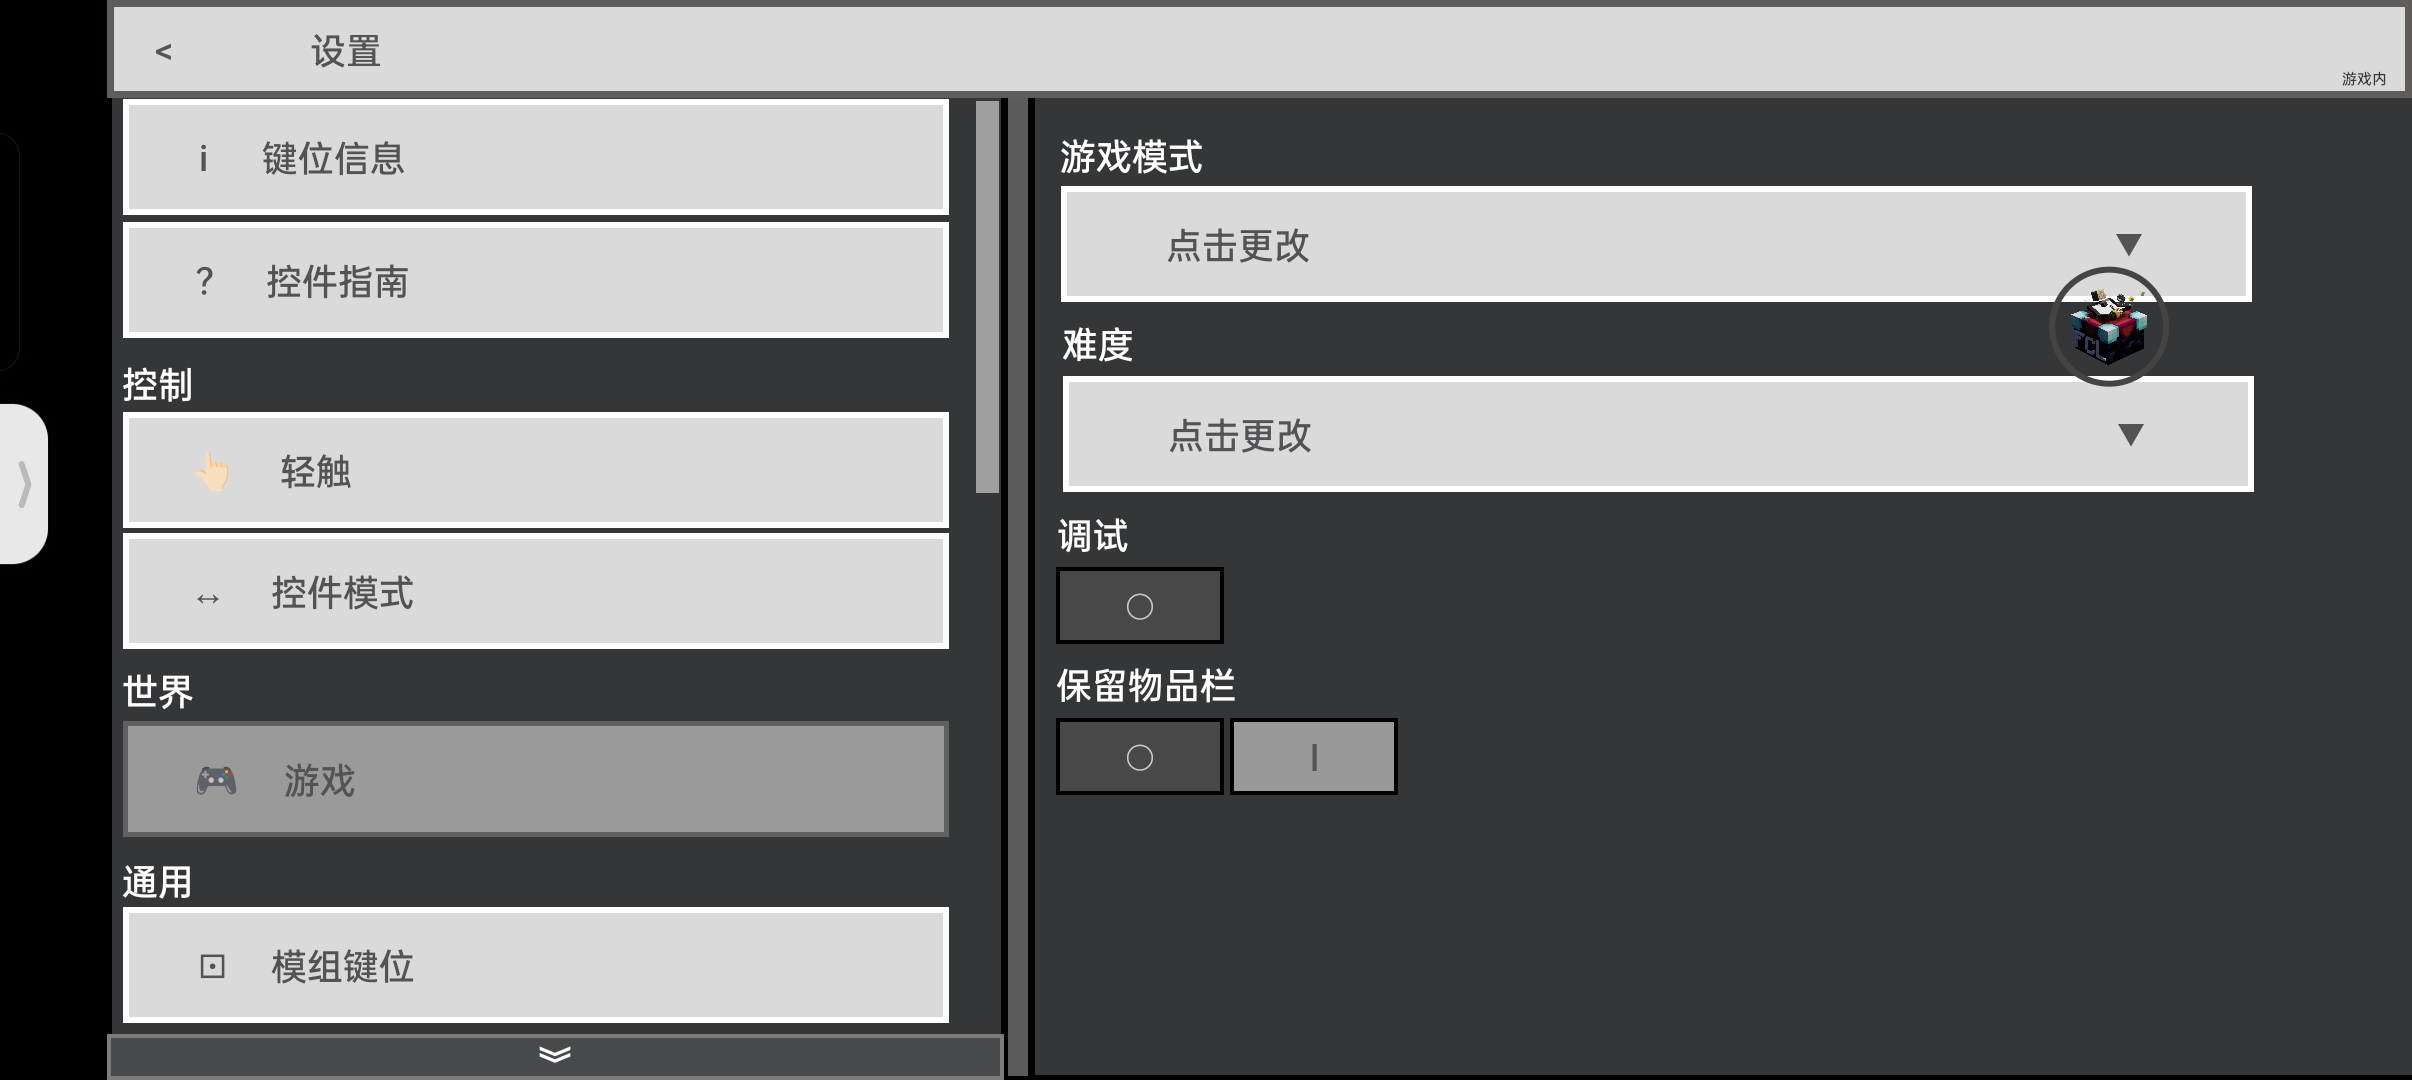 <
设置
游戏内
i 键位信息
? 控件指南
控制
轻触
↔ 控件模式
世界
游戏
通用
模组键位
游戏模式
点击更改 ▼
难度
点击更改 ▼
FCL
调试
○
保留物品栏
○ |